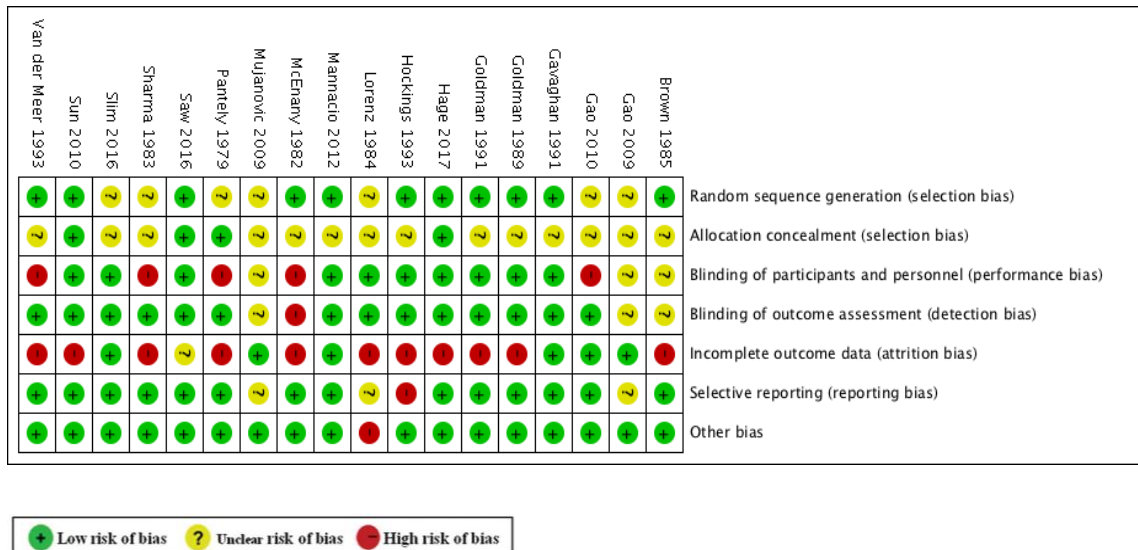 Van der Meer 1993
Sun 2010
Slim 2016
Sharma 1983
Saw 2016
Pantely 1979
Mujanovic 2009
McEnany 1982
Mannacio 2012
Lorenz 1984
Hockings 1993
Hage 2017
Goldman 1991
Goldman 1989
Gavaghan 1991
Gao 2010
Gao 2009
Brown 1985
+ + ? ? + ? ? + + ? + + + + + ? ? + Random sequence generation (selection bias)
? + ? ? + + ? ? ? ? ? + ? ? ? ? ? ? Allocation concealment (selection bias)
- + + - + - ? - + + + + + + + - ? ? Blinding of participants and personnel (performance bias)
+ + + + + + ? - + + + + + + + + ? ? Blinding of outcome assessment (detection bias)
- - + - ? - + - + - - - - - + + + - Incomplete outcome data (attrition bias)
+ + + + + + ? + + ? - + + + + + ? + Selective reporting (reporting bias)
+ + + + + + + + + - + + + + + + + + Other bias
+ Low risk of bias ? Unclear risk of bias - High risk of bias